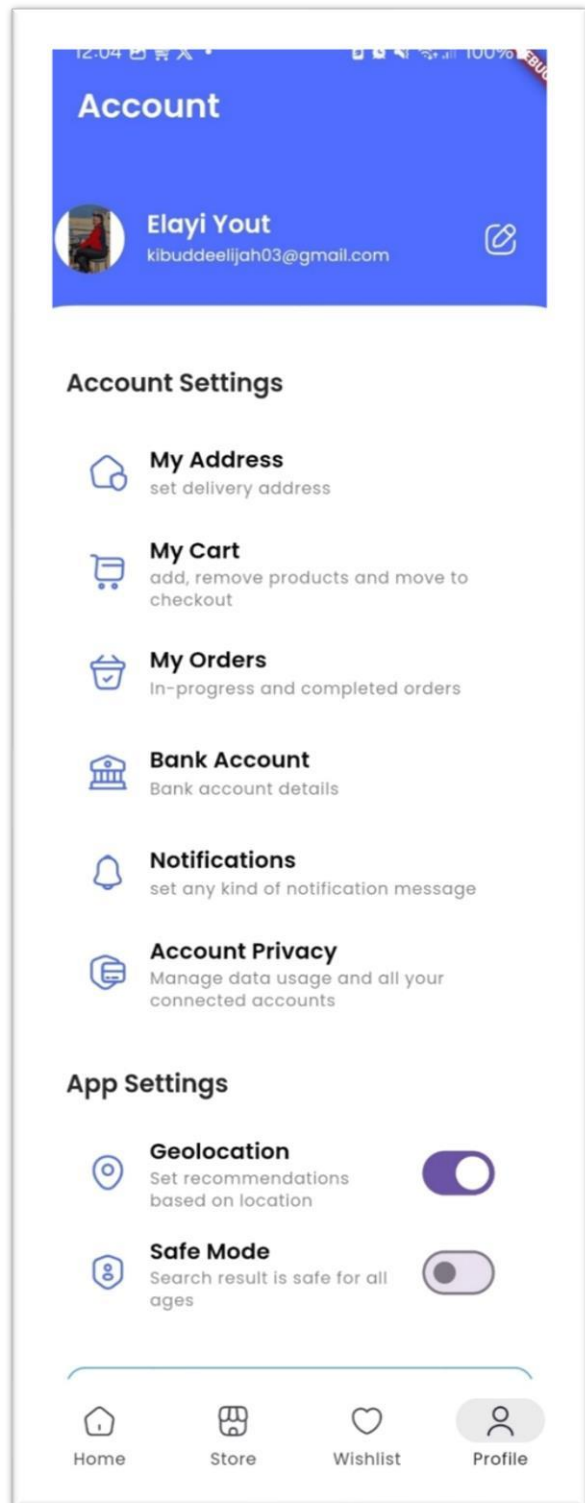 12:04 100%
Account
Elayi Yout
kibuddeelijah03@gmail.com
Account Settings
My Address
set delivery address
My Cart
add, remove products and move to
checkout
My Orders
In-progress and completed orders
Bank Account
Bank account details
Notifications
set any kind of notification message
Account Privacy
Manage data usage and all your
connected accounts
App Settings
Geolocation
Set recommendations
based on location
Safe Mode
Search result is safe for all
ages
Home Store Wishlist Profile